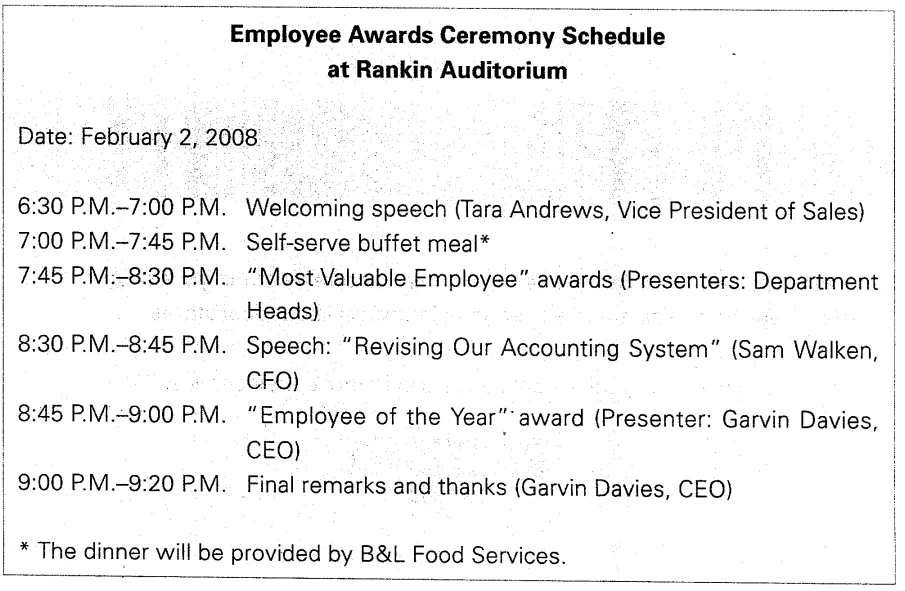 Employee Awards Ceremony Schedule
at Rankin Auditorium
Date: February 2, 2008
6:30 P.M.–7:00 P.M. Welcoming speech (Tara Andrews, Vice President of Sales)
7:00 P.M.–7:45 P.M. Self-serve buffet meal*
7:45 P.M.–8:30 P.M. "Most Valuable Employee" awards (Presenters: Department
Heads)
8:30 P.M.–8:45 P.M. Speech: "Revising Our Accounting System" (Sam Walken,
CFO)
8:45 P.M.–9:00 P.M. "Employee of the Year" award (Presenter: Garvin Davies,
CEO)
9:00 P.M.–9:20 P.M. Final remarks and thanks (Garvin Davies, CEO)
* The dinner will be provided by B&L Food Services.